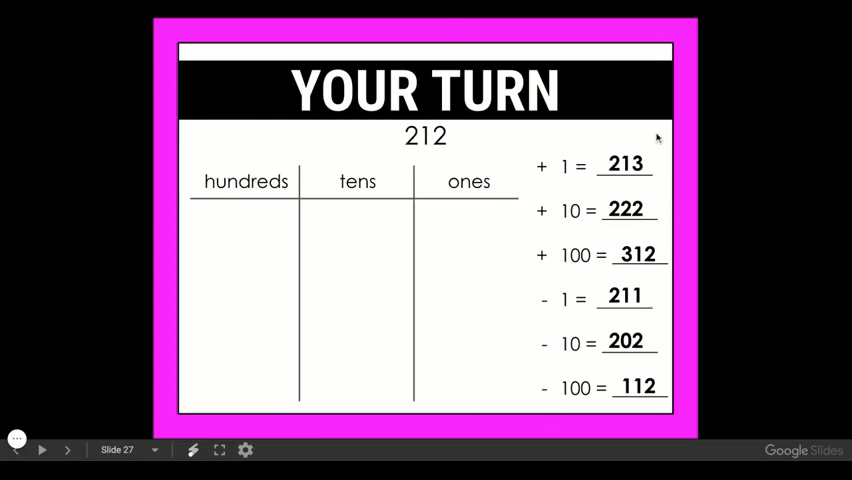 YOUR TURN
212
hundreds tens ones
+ 1 = 213
+ 10 = 222
+ 100 = 312
- 1 = 211
- 10 = 202
- 100 = 112
Slide 27
Google Slides